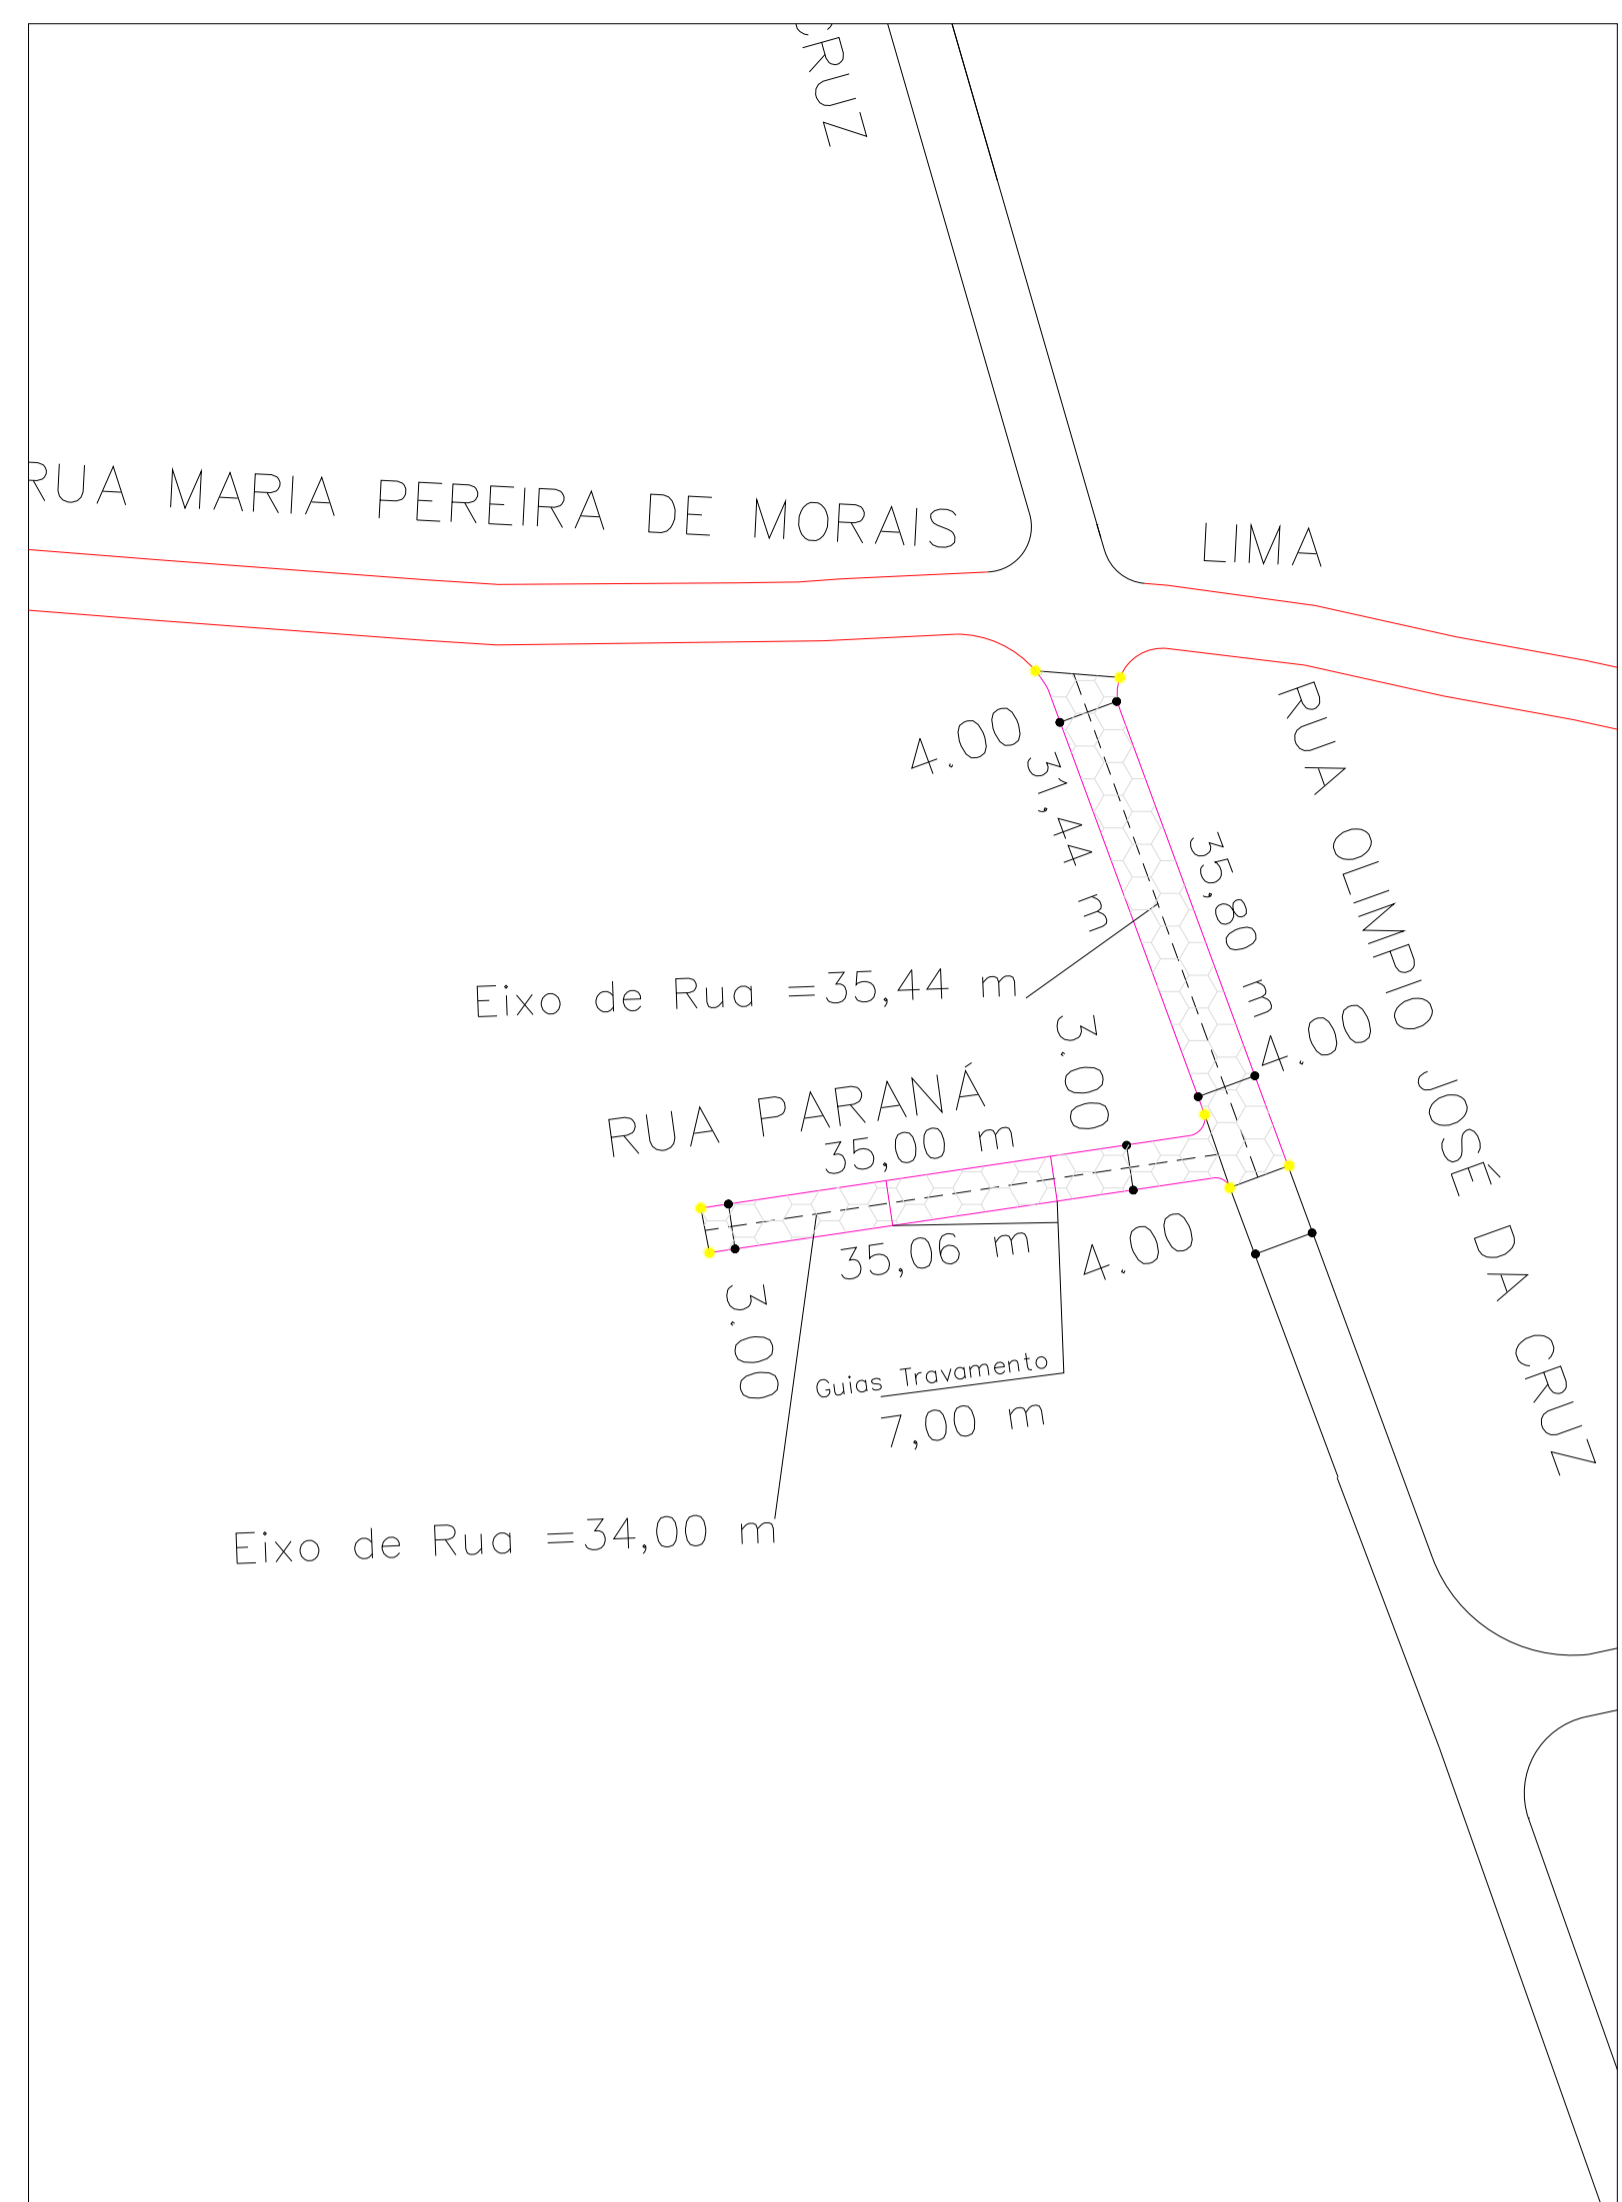 CRUZ
RUA MARIA PEREIRA DE MORAIS
LIMA
RUA OLIMPIO JOSÉ DA CRUZ
4.00
31,44 m
35,80 m
Eixo de Rua =35,44 m
4.00
3.00
RUA PARANÁ
35,00 m
35,06 m
4.00
3.00
Guias Travamento
7,00 m
Eixo de Rua =34,00 m